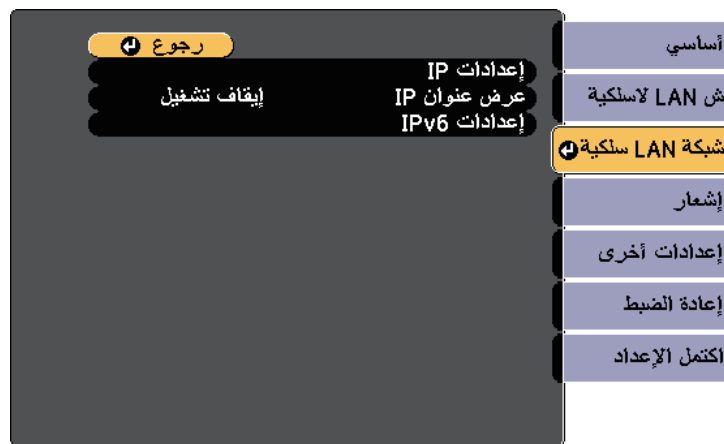 أساسي
ش LAN لاسلكية
شبكة LAN سلكية
إشعار
إعدادات أخرى
إعادة الضبط
اكتمل الإعداد
رجوع
إعدادات IP
عرض عنوان IP إيقاف تشغيل
إعدادات IPv6